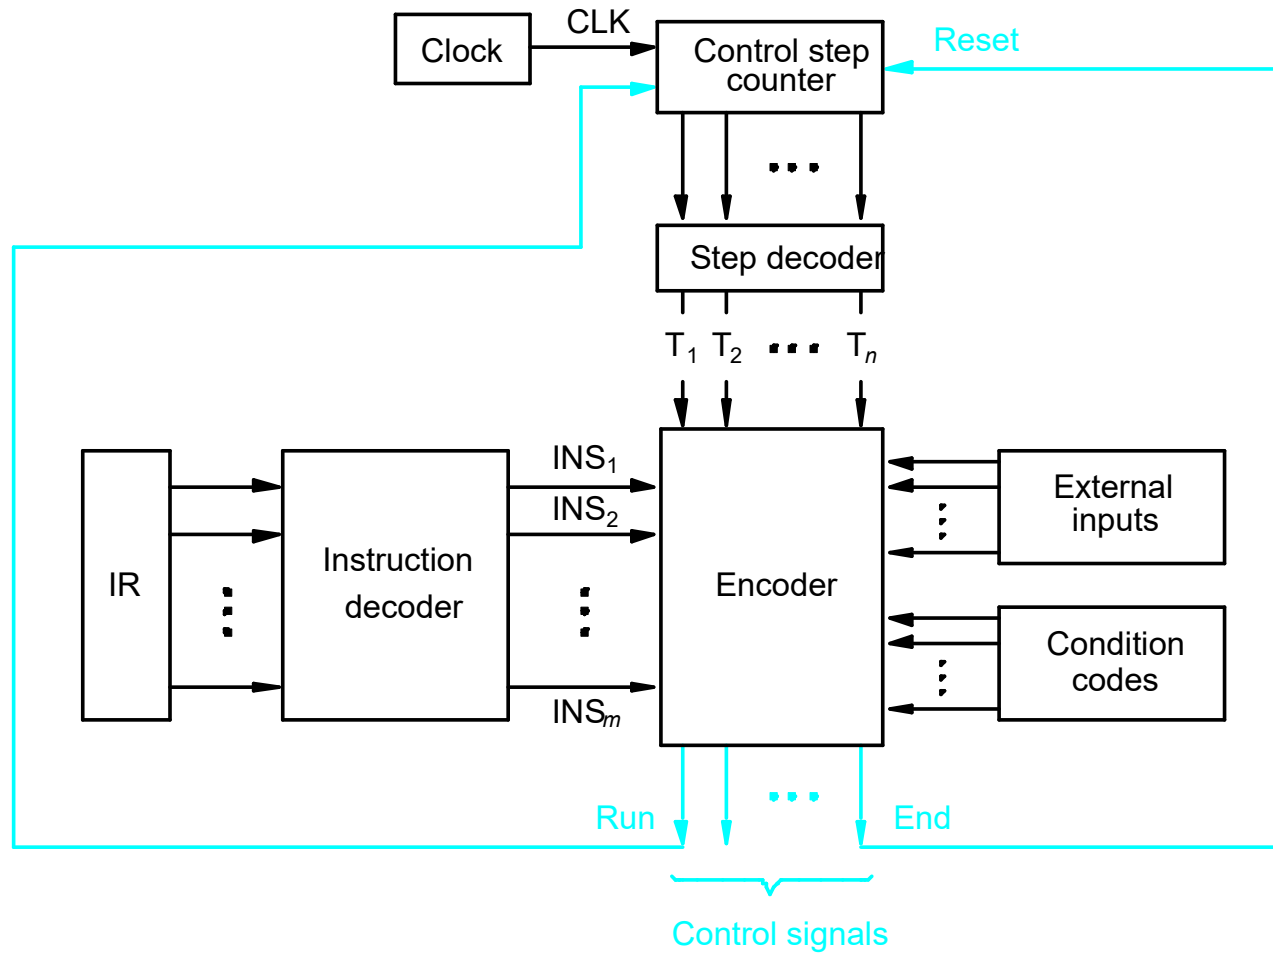 CLK
Clock
Control step
counter
Reset
Step decoder
T1 T2 Tn
INS1
INS2
INSm
IR
Instruction
decoder
Encoder
External
inputs
Condition
codes
Run
End
Control signals